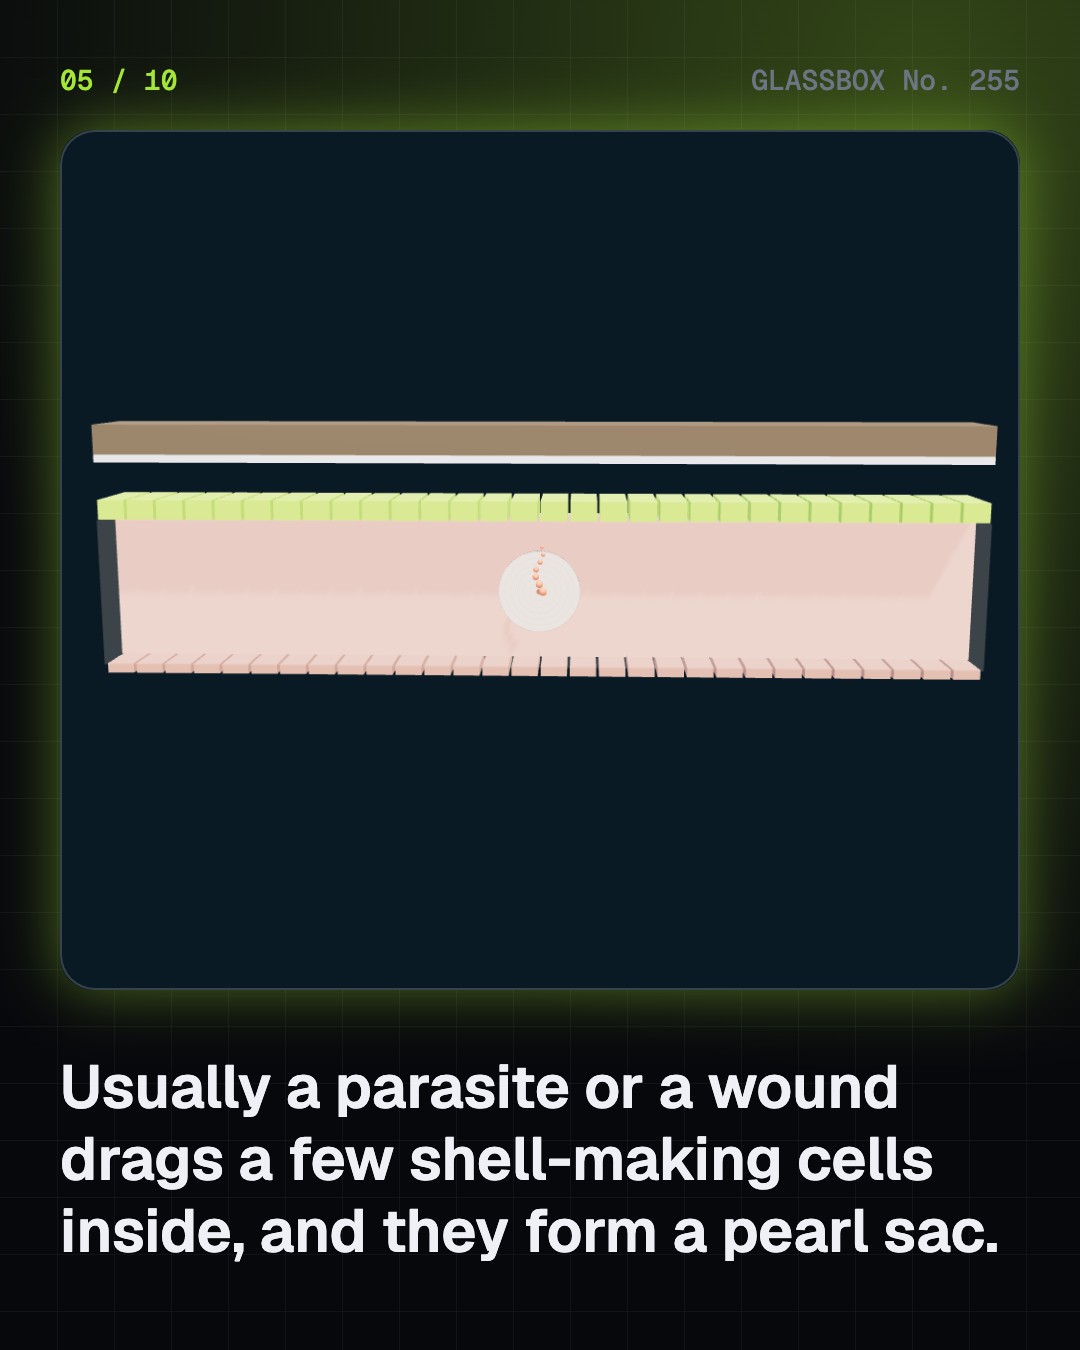 05 / 10
GLASSBOX No. 255
Usually a parasite or a wound
drags a few shell-making cells
inside, and they form a pearl sac.